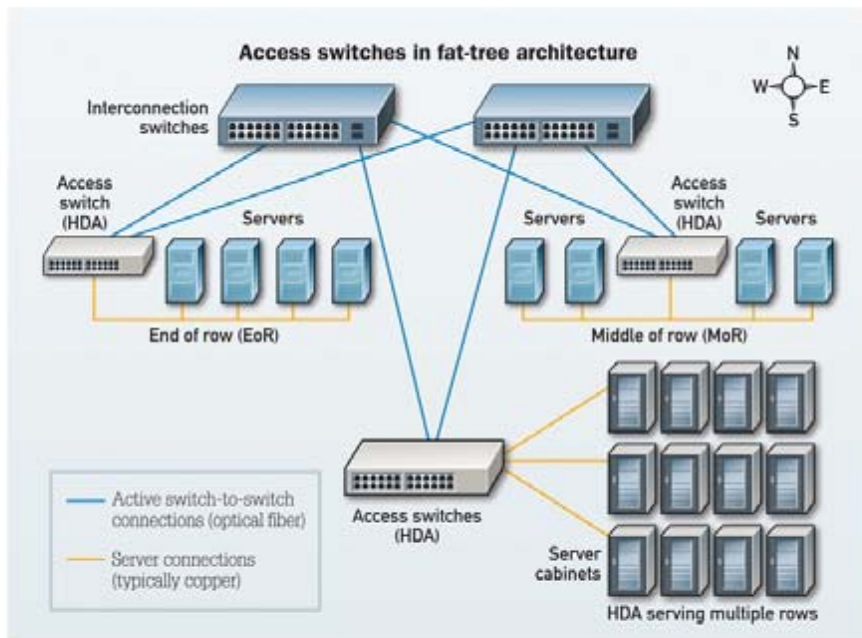 Access switches in fat-tree architecture
N
W
E
S
Interconnection
switches
Access
switch
(HDA)
Servers
Servers
Access
switch
(HDA)
Servers
End of row (EoR)
Middle of row (MoR)
Active switch-to-switch
connections (optical fiber)
Server connections
(typically copper)
Access switches
(HDA)
Server
cabinets
HDA serving multiple rows